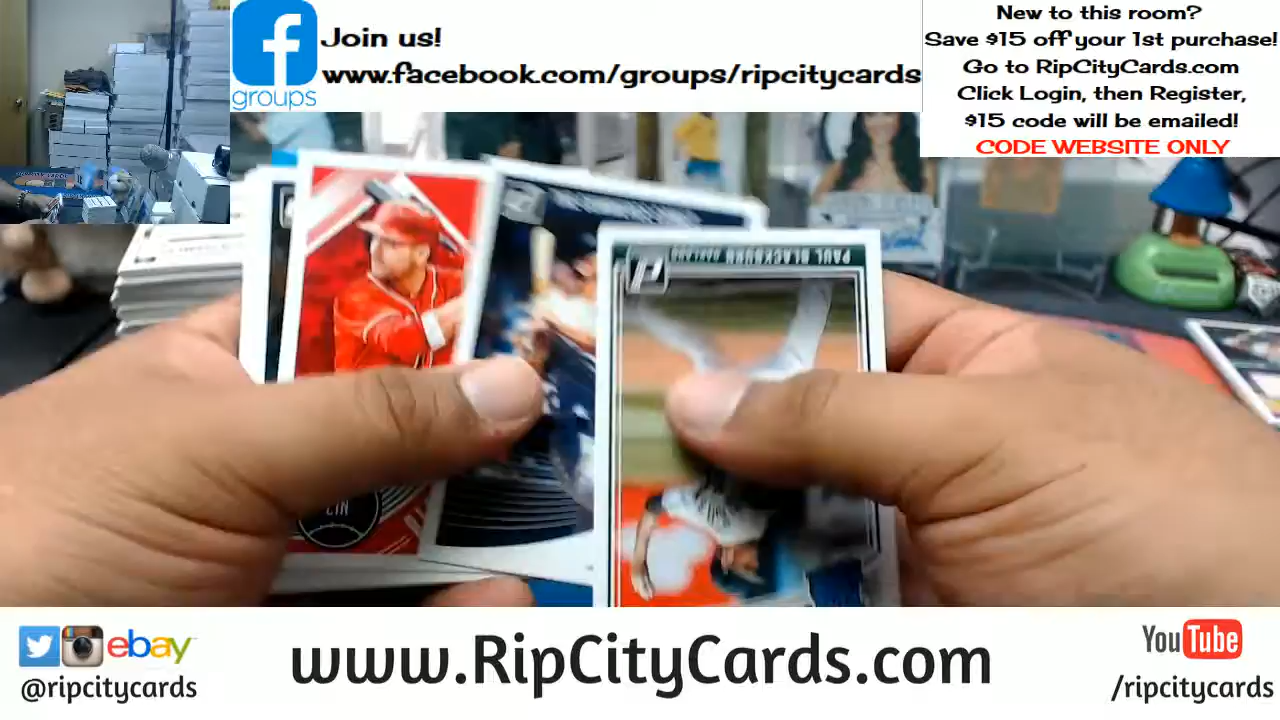 groups
Join us!
www.facebook.com/groups/ripcitycards
New to this room?
Save $15 off your 1st purchase!
Go to RipCityCards.com
Click Login, then Register,
$15 code will be emailed!
CODE WEBSITE ONLY
PAUL BLACKBURN OAKLAND
CIN
ebay
@ripcitycards
www.RipCityCards.com
YouTube
/ripcitycards